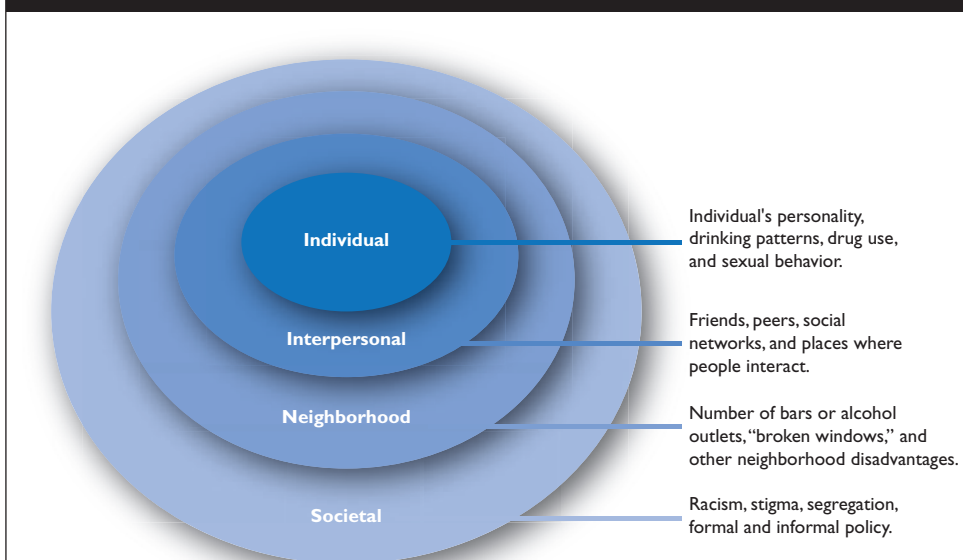 Individual
Individual's personality,
drinking patterns, drug use,
and sexual behavior.
Interpersonal
Friends, peers, social
networks, and places where
people interact.
Neighborhood
Number of bars or alcohol
outlets, “broken windows,” and
other neighborhood disadvantages.
Societal
Racism, stigma, segregation,
formal and informal policy.